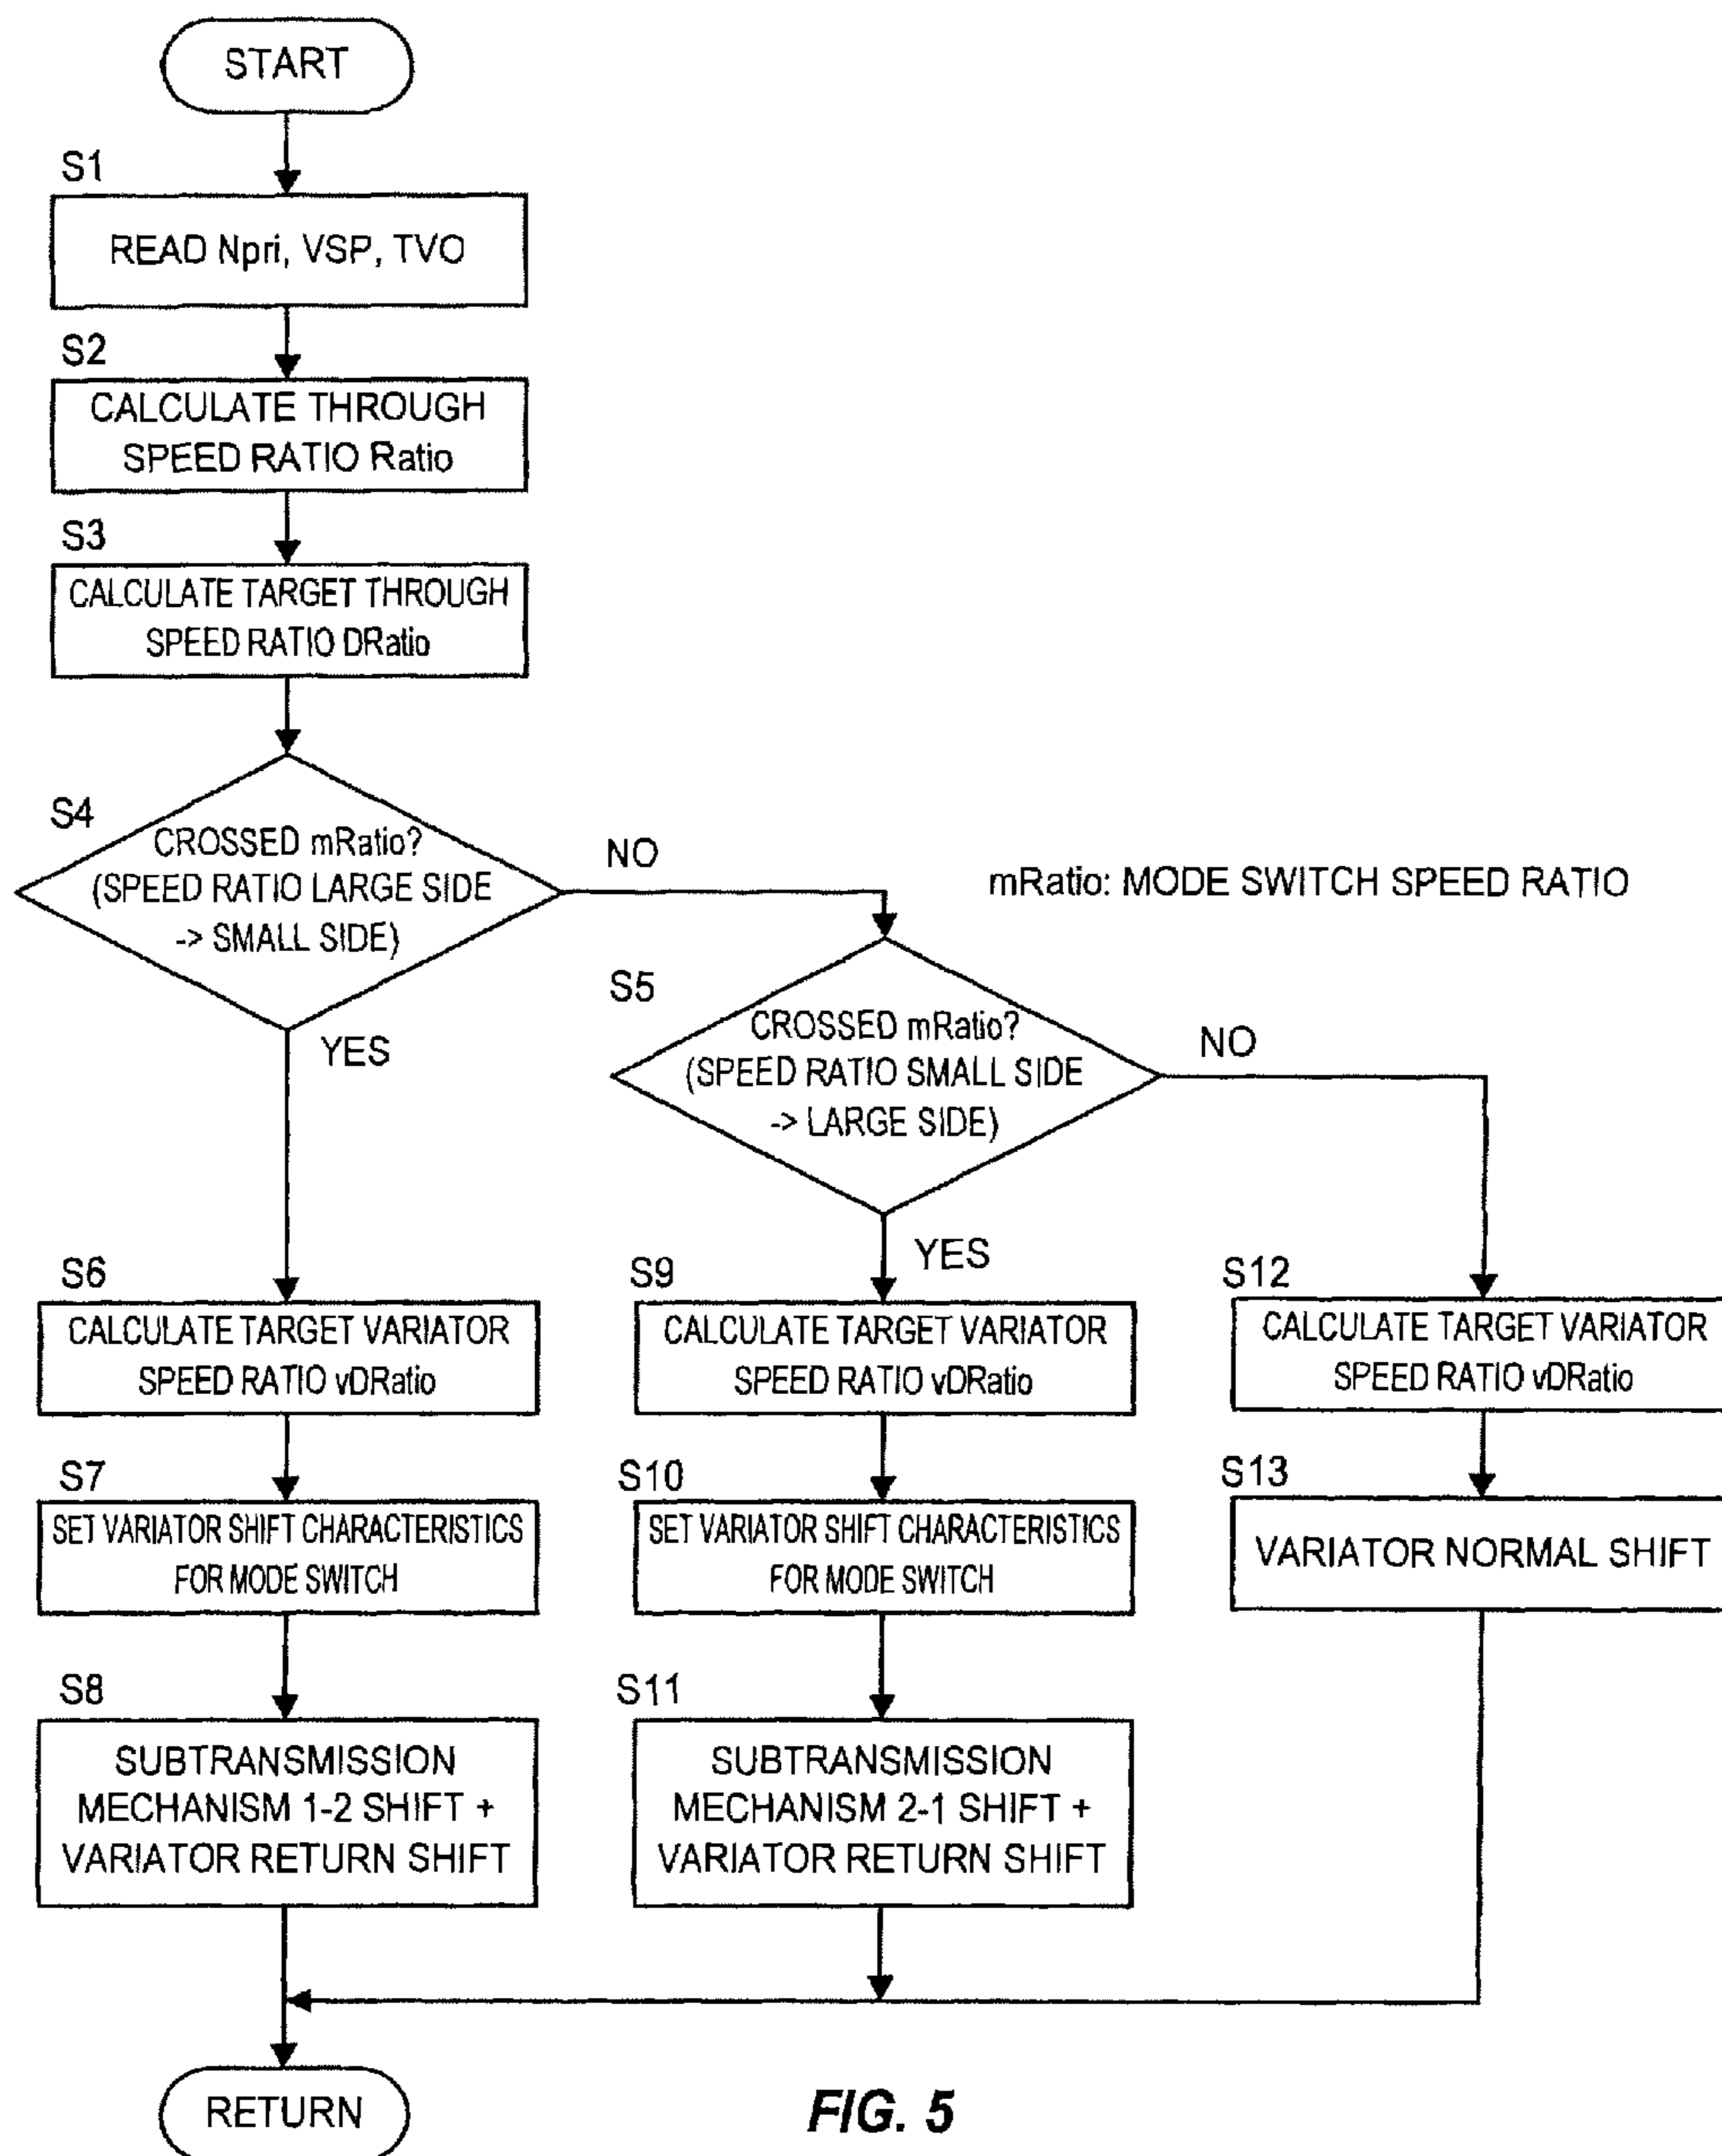 START
S1
READ Npri, VSP, TVO
S2
CALCULATE THROUGH
SPEED RATIO Ratio
S3
CALCULATE TARGET THROUGH
SPEED RATIO DRatio
S4
CROSSED mRatio?
(SPEED RATIO LARGE SIDE
-> SMALL SIDE)
NO
mRatio: MODE SWITCH SPEED RATIO
YES
S5
CROSSED mRatio?
(SPEED RATIO SMALL SIDE
-> LARGE SIDE)
NO
YES
S6
CALCULATE TARGET VARIATOR
SPEED RATIO vDRatio
S7
SET VARIATOR SHIFT CHARACTERISTICS
FOR MODE SWITCH
S8
SUBTRANSMISSION
MECHANISM 1-2 SHIFT +
VARIATOR RETURN SHIFT
S9
CALCULATE TARGET VARIATOR
SPEED RATIO vDRatio
S10
SET VARIATOR SHIFT CHARACTERISTICS
FOR MODE SWITCH
S11
SUBTRANSMISSION
MECHANISM 2-1 SHIFT +
VARIATOR RETURN SHIFT
S12
CALCULATE TARGET VARIATOR
SPEED RATIO vDRatio
S13
VARIATOR NORMAL SHIFT
RETURN
FIG. 5